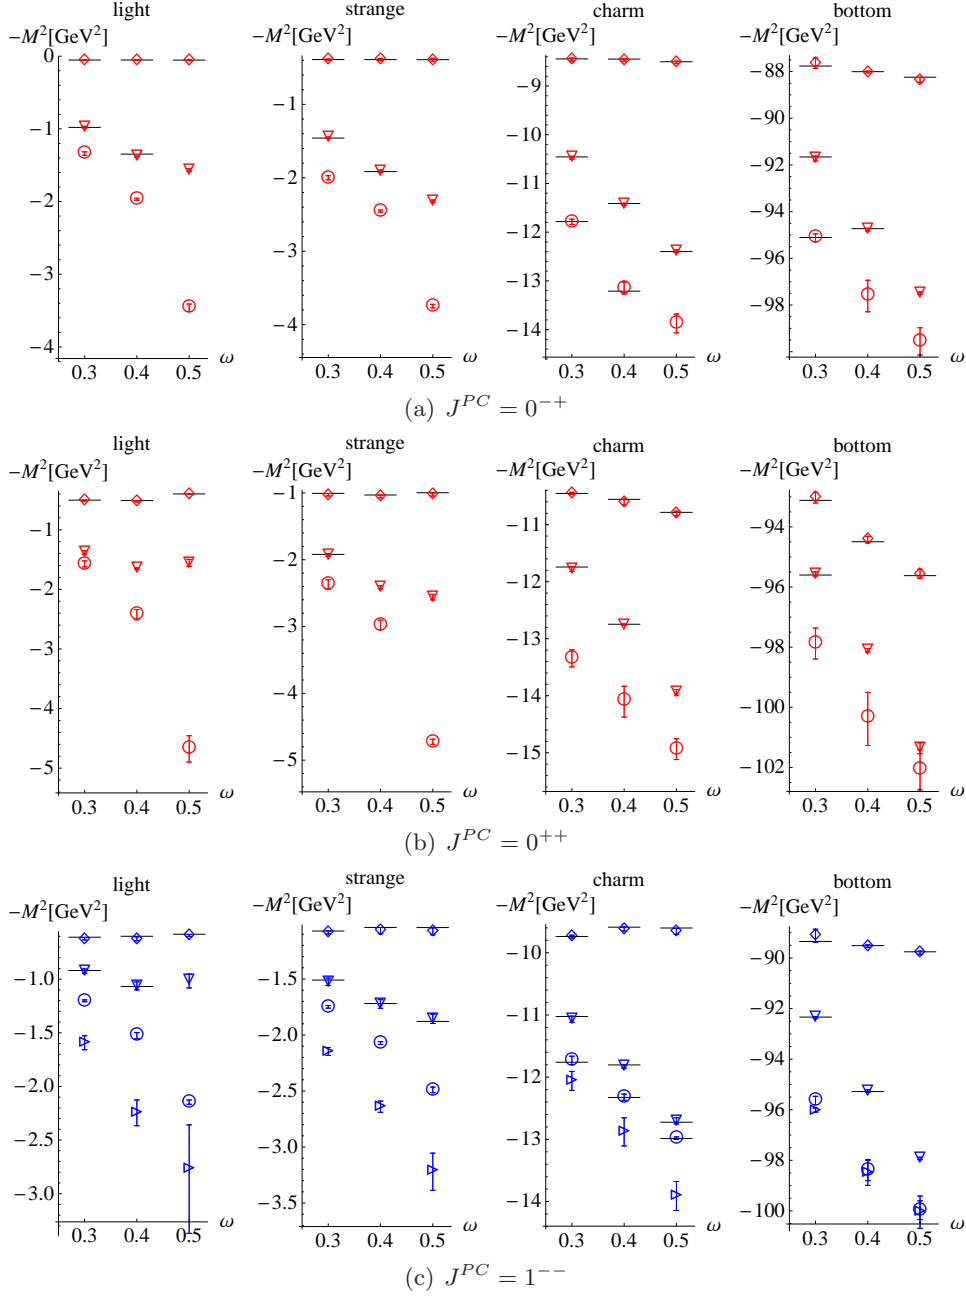 light strange charm bottom
−M²[GeV²] −M²[GeV²] −M²[GeV²] −M²[GeV²]
0 −1 −2 −3 −4
−1 −2 −3 −4
−9 −10 −11 −12 −13 −14
−88 −90 −92 −94 −96 −98
0.3 0.4 0.5 ω 0.3 0.4 0.5 ω 0.3 0.4 0.5 ω 0.3 0.4 0.5 ω
(a) J^{PC} = 0^{−+}
light strange charm bottom
−M²[GeV²] −M²[GeV²] −M²[GeV²] −M²[GeV²]
−1 −2 −3 −4 −5
−1 −2 −3 −4 −5
−11 −12 −13 −14 −15
−94 −96 −98 −100 −102
0.3 0.4 0.5 ω 0.3 0.4 0.5 ω 0.3 0.4 0.5 ω 0.3 0.4 0.5 ω
(b) J^{PC} = 0^{++}
light strange charm bottom
−M²[GeV²] −M²[GeV²] −M²[GeV²] −M²[GeV²]
−1.0 −1.5 −2.0 −2.5 −3.0
−1.5 −2.0 −2.5 −3.0 −3.5
−10 −11 −12 −13 −14
−90 −92 −94 −96 −98 −100
0.3 0.4 0.5 ω 0.3 0.4 0.5 ω 0.3 0.4 0.5 ω 0.3 0.4 0.5 ω
(c) J^{PC} = 1^{−−}